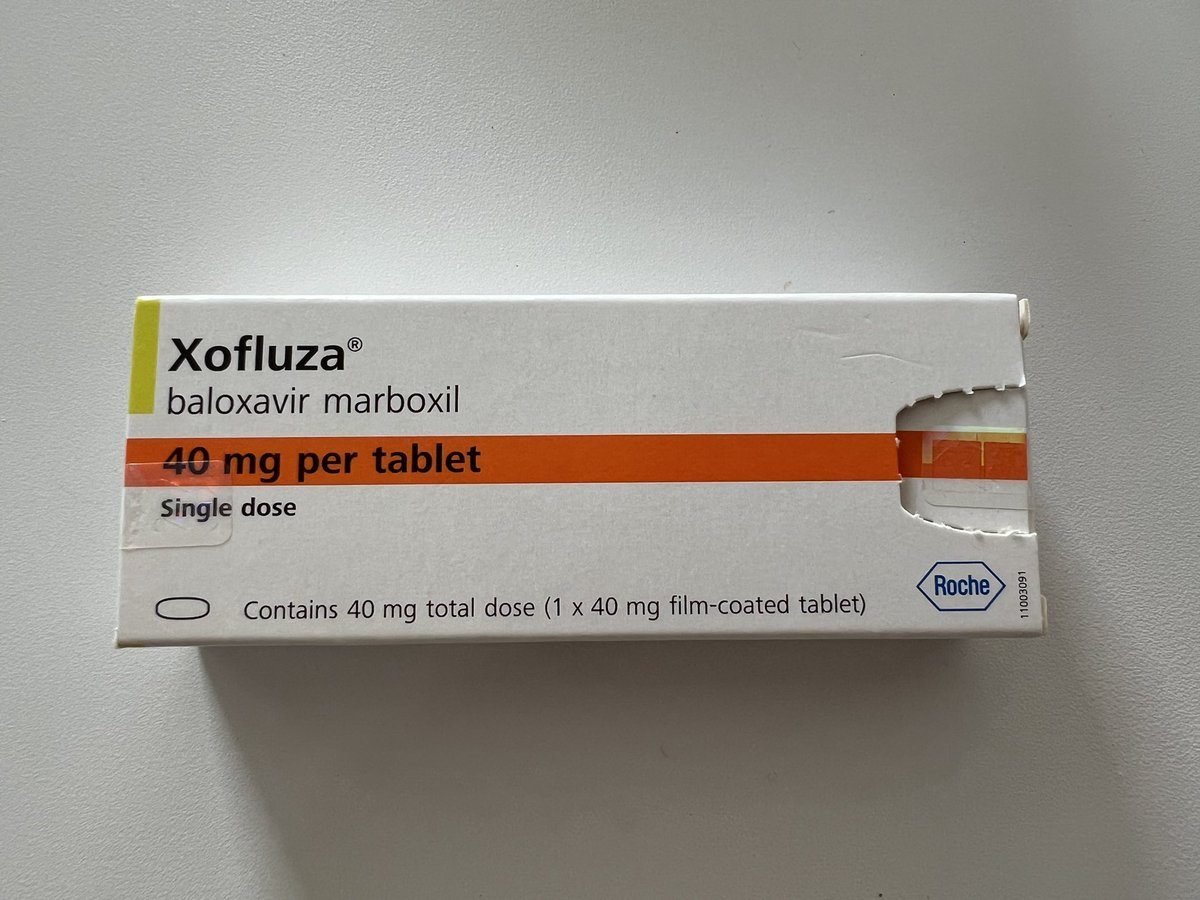 Xofluza®
baloxavir marboxil
40 mg per tablet
Single dose
Contains 40 mg total dose (1 x 40 mg film-coated tablet)
Roche
11003091